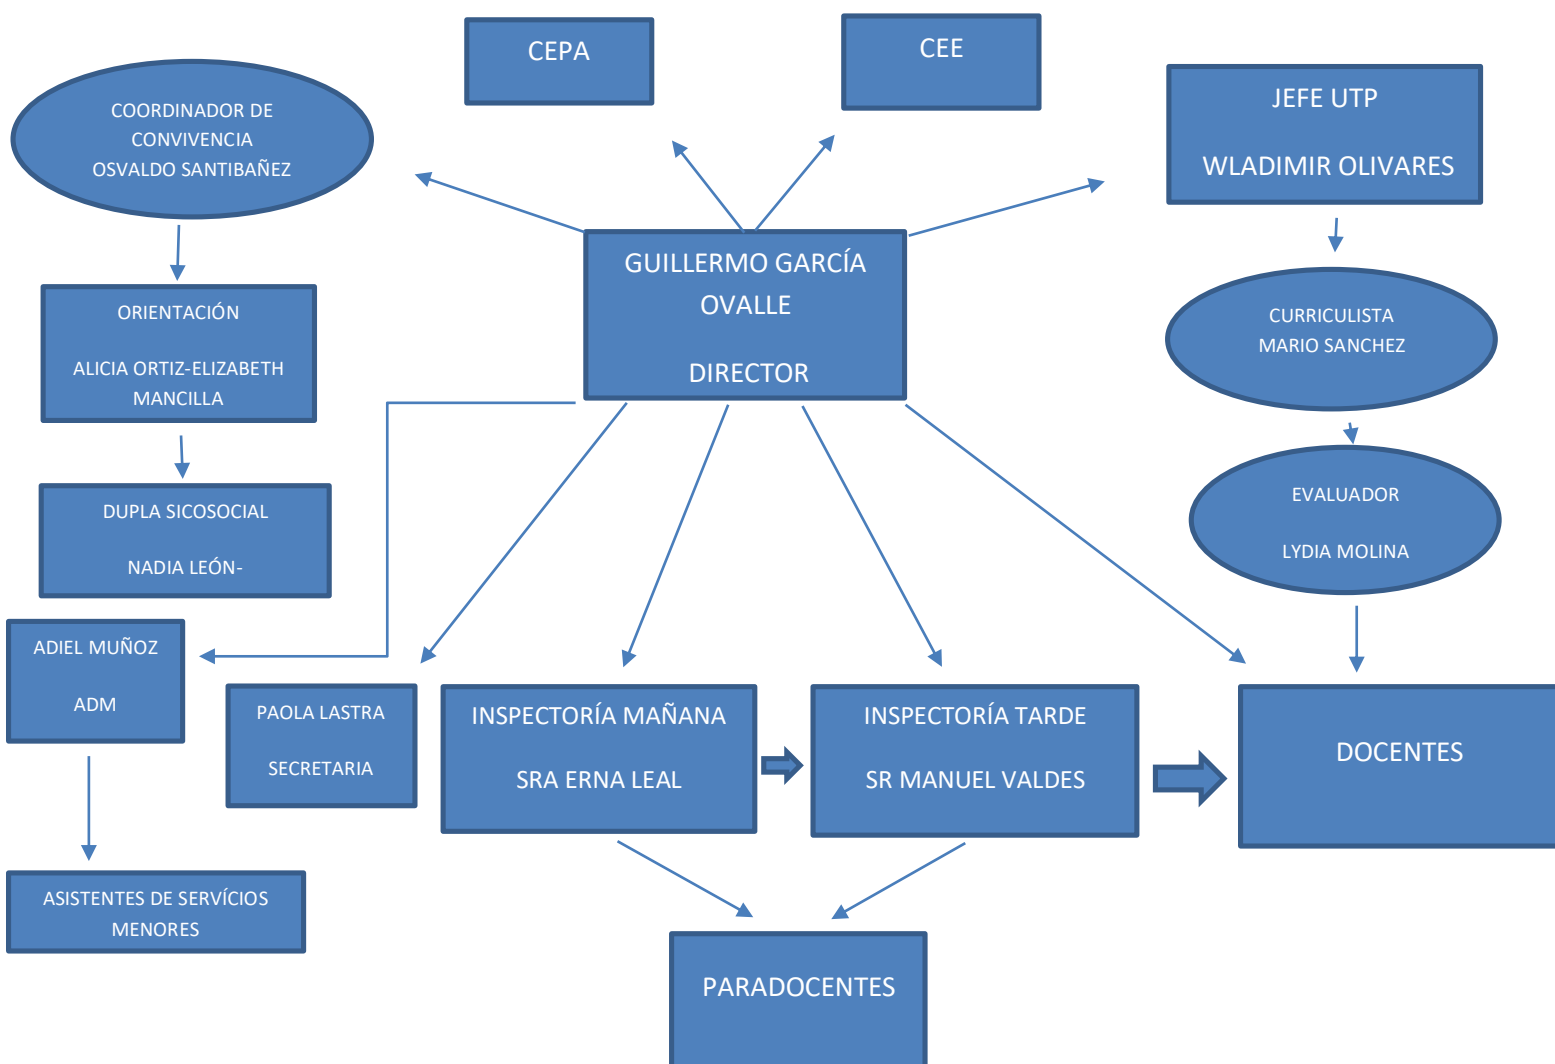 CEPA
CEE
COORDINADOR DE
CONVIVENCIA
OSVALDO SANTIBAÑEZ
JEFE UTP
WLADIMIR OLIVARES
GUILLERMO GARCÍA
OVALLE
DIRECTOR
ORIENTACIÓN
ALICIA ORTIZ-ELIZABETH
MANCILLA
CURRICULISTA
MARIO SANCHEZ
DUPLA SICOSOCIAL
NADIA LEÓN-
EVALUADOR
LYDIA MOLINA
ADIEL MUÑOZ
ADM
PAOLA LASTRA
SECRETARIA
INSPECTORÍA MAÑANA
SRA ERNA LEAL
INSPECTORÍA TARDE
SR MANUEL VALDES
DOCENTES
ASISTENTES DE SERVÍCIOS
MENORES
PARADOCENTES